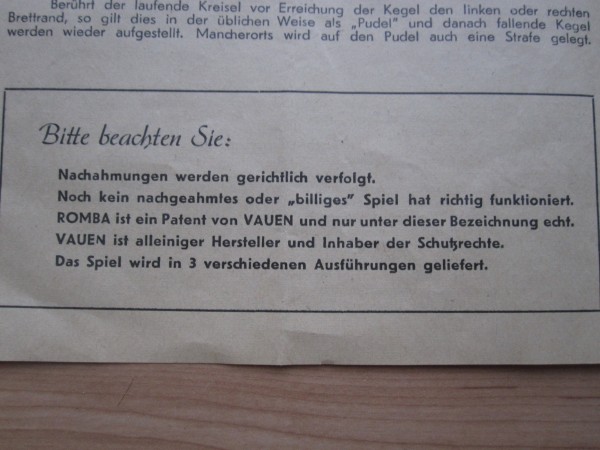 Berührt der laufende Kreisel vor Erreichung der Kegel den linken oder rechten
Brettrand, so gilt dies in der üblichen Weise als „Pudel" und danach fallende Kegel
werden wieder aufgestellt. Mancherorts wird auf den Pudel auch eine Strafe gelegt.
Bitte beachten Sie:
Nachahmungen werden gerichtlich verfolgt.
Noch kein nachgeahmtes oder „billiges" Spiel hat richtig funktioniert.
ROMBA ist ein Patent von VAUEN und nur unter dieser Bezeichnung echt.
VAUEN ist alleiniger Hersteller und Inhaber der Schutzrechte.
Das Spiel wird in 3 verschiedenen Ausführungen geliefert.